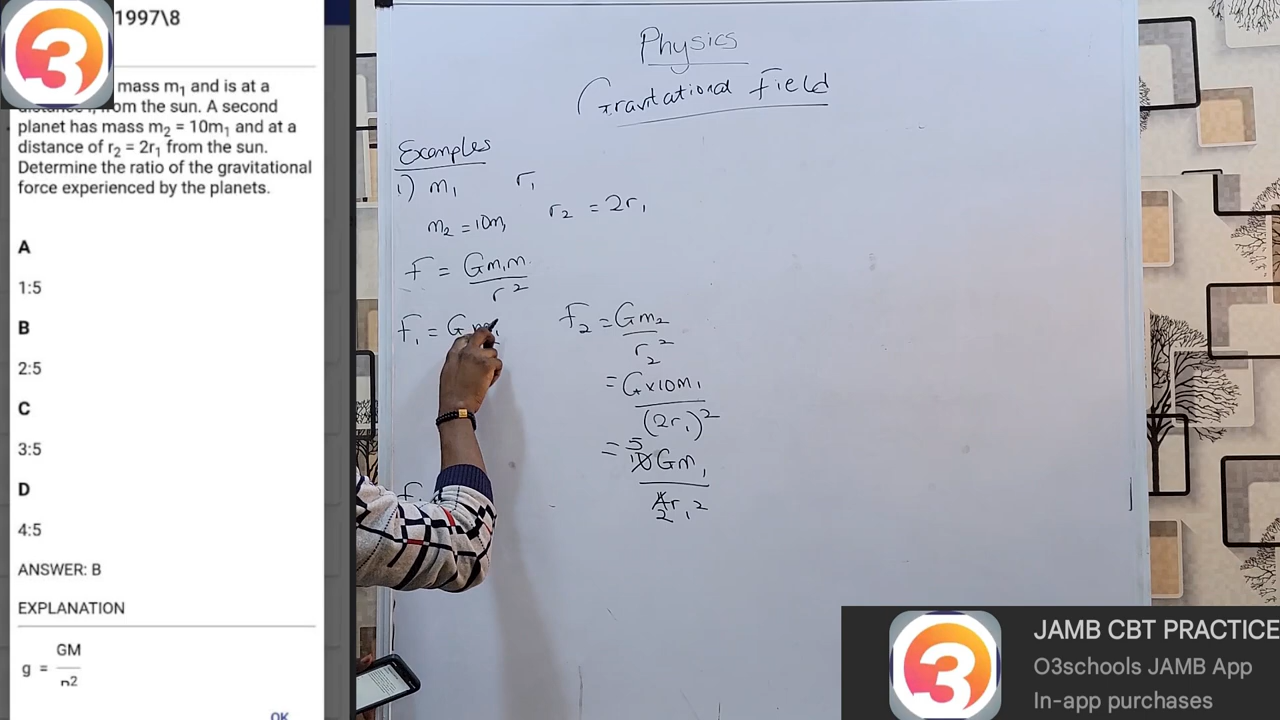 1997\8
mass m₁ and is at a
from the sun. A second
planet has mass m₂ = 10m₁ and at a
distance of r₂ = 2r₁ from the sun.
Determine the ratio of the gravitational
force experienced by the planets.
A
1:5
B
2:5
C
3:5
D
4:5
ANSWER: B
EXPLANATION
g = GM
OK
Physics
Gravitational Field
Examples
1) m₁ r₁
m₂ = 10m₁ r₂ = 2r₁
F = Gm₁m
r²
F₁ = G
F₂ = Gm₂
r₂²
= G×10m₁
(2r₁)²
= 5
10Gm₁
4r₁²
2
3
JAMB CBT PRACTICE
O3schools JAMB App
In-app purchases